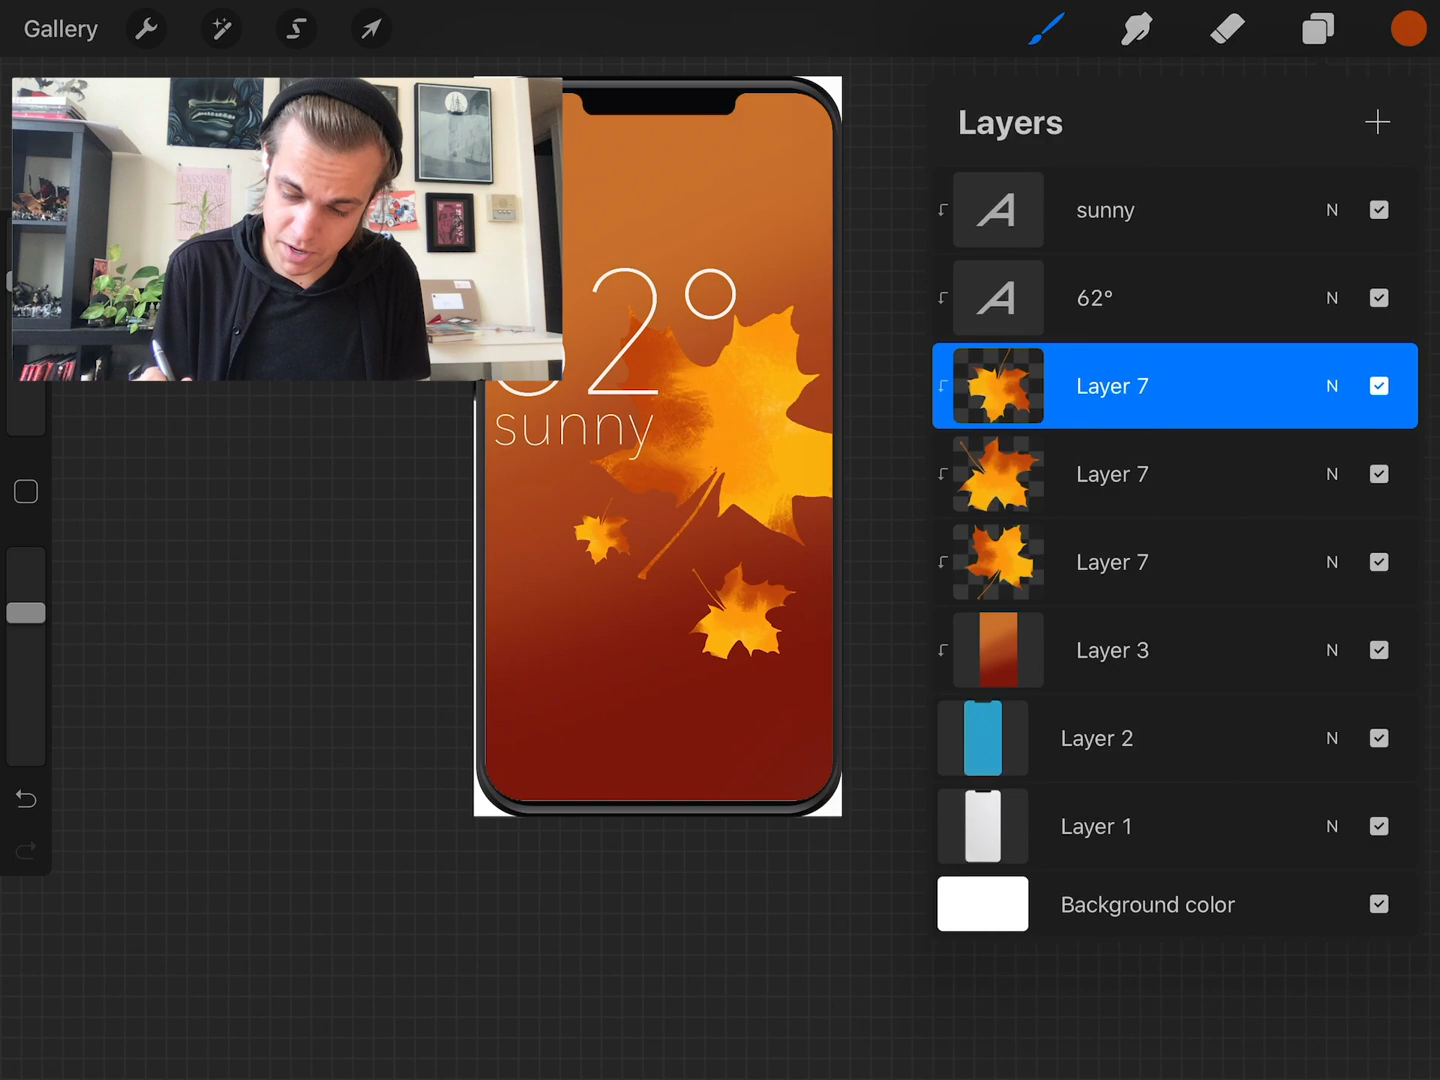 Gallery
Layers
sunny N
62° N
Layer 7 N
Layer 7 N
Layer 7 N
Layer 3 N
Layer 2 N
Layer 1 N
Background color
2°
sunny